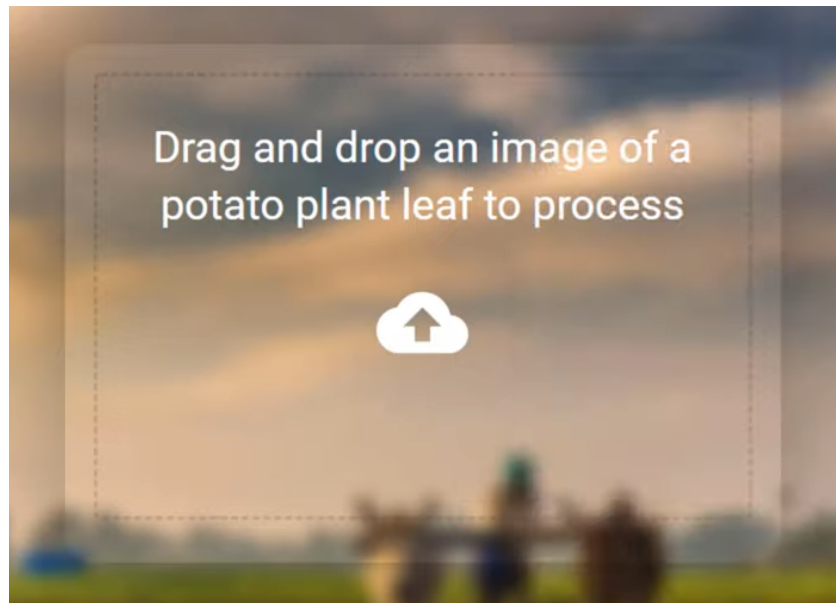 Drag and drop an image of a
potato plant leaf to process